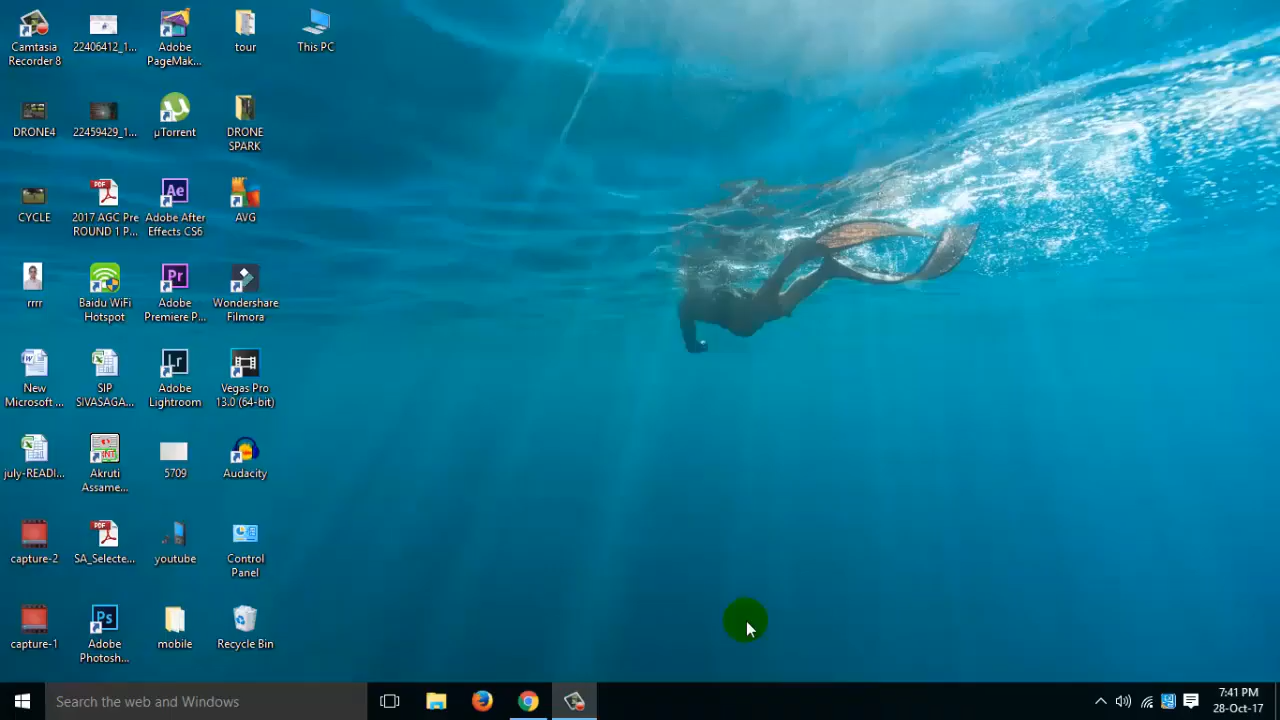 Camtasia
Recorder 8
22406412_1...
Adobe
PageMak...
tour
This PC
DRONE4
22459429_1...
µTorrent
DRONE
SPARK
CYCLE
2017 AGC Pre
ROUND 1 P...
Adobe After
Effects CS6
AVG
rrrr
Baidu WiFi
Hotspot
Adobe
Premiere P...
Wondershare
Filmora
New
Microsoft ...
SIP
SIVASAGA...
Adobe
Lightroom
Vegas Pro
13.0 (64-bit)
july-READI...
Akruti
Assame...
5709
Audacity
capture-2
SA_Selecte...
youtube
Control
Panel
capture-1
Adobe
Photosh...
mobile
Recycle Bin
Search the web and Windows
7:41 PM
28-Oct-17